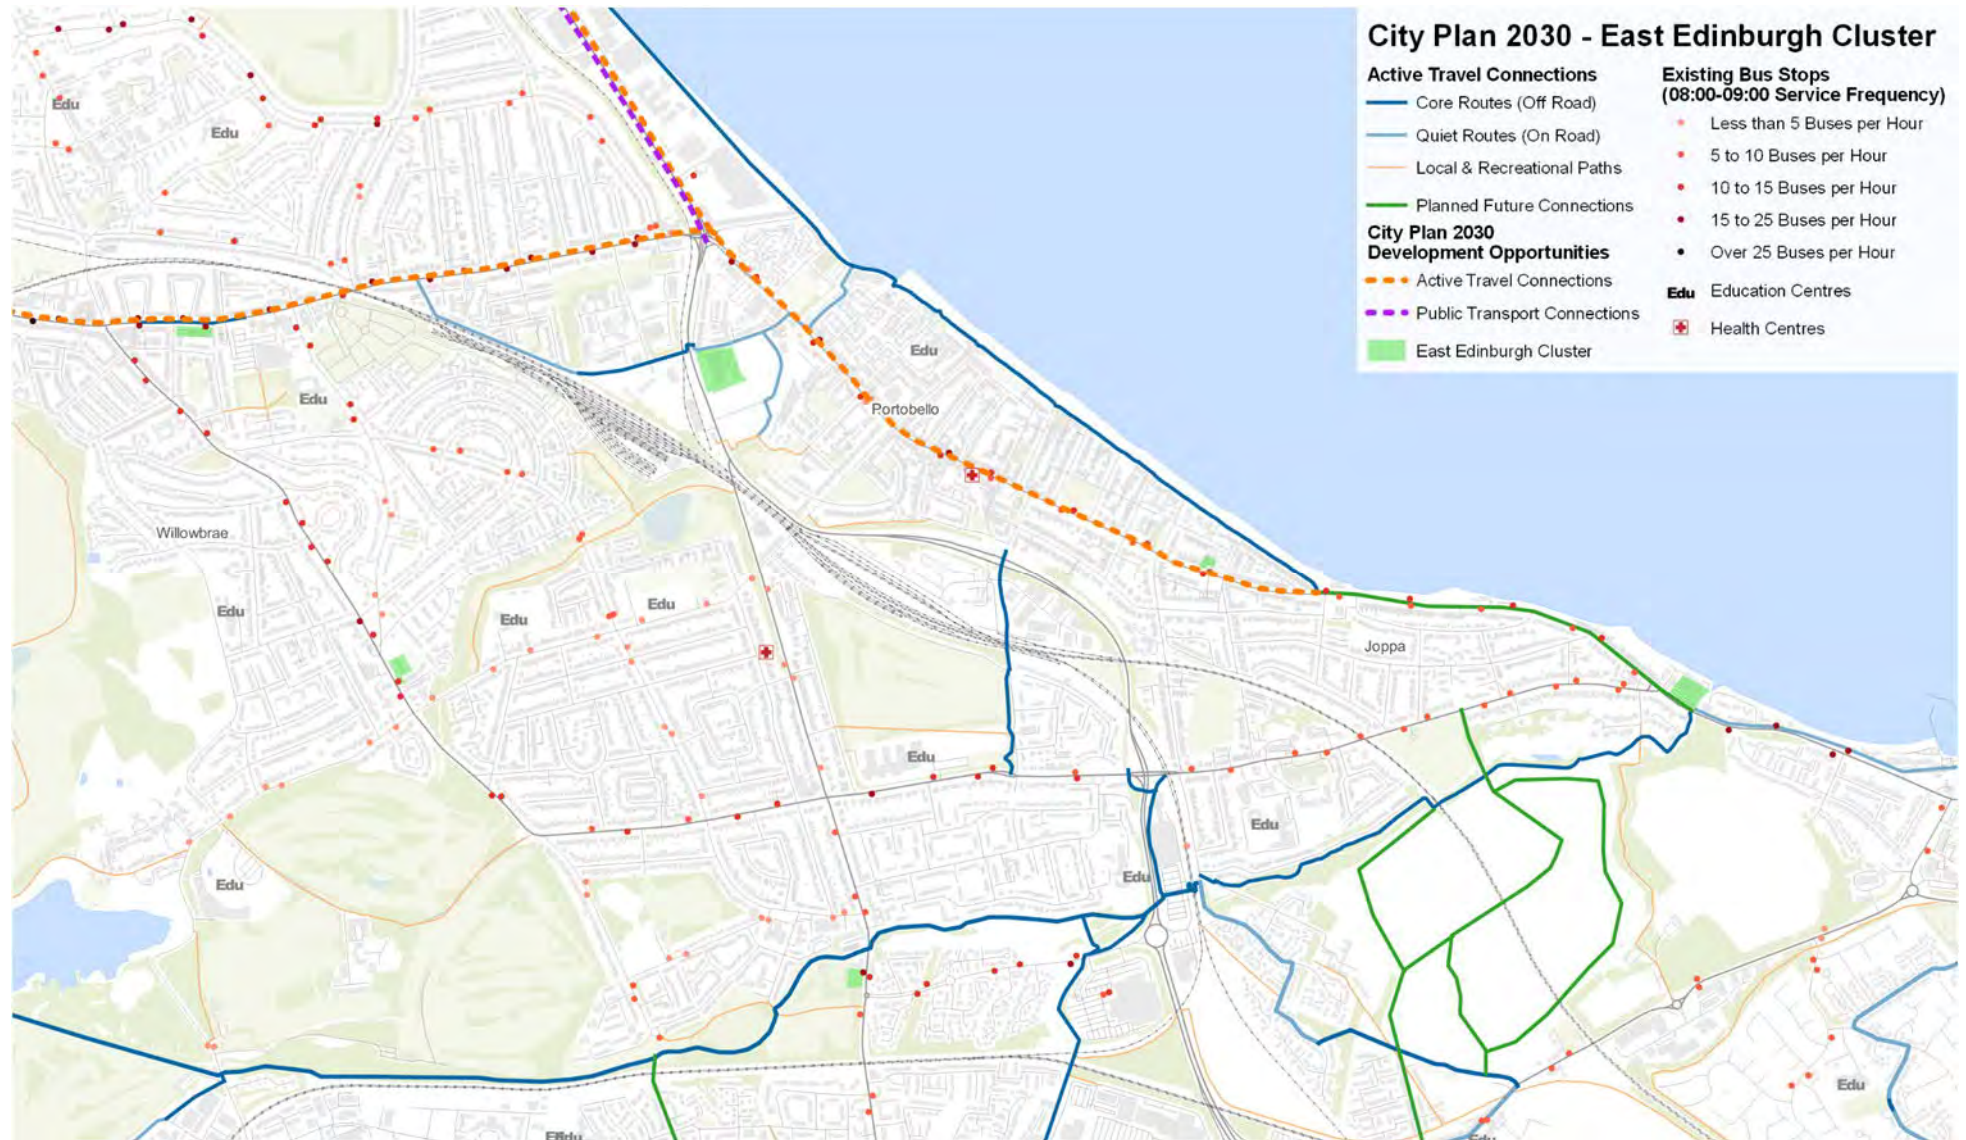 City Plan 2030 - East Edinburgh Cluster
Active Travel Connections
Core Routes (Off Road)
Quiet Routes (On Road)
Local & Recreational Paths
Planned Future Connections
City Plan 2030
Development Opportunities
Active Travel Connections
Public Transport Connections
East Edinburgh Cluster
Existing Bus Stops
(08:00-09:00 Service Frequency)
Less than 5 Buses per Hour
5 to 10 Buses per Hour
10 to 15 Buses per Hour
15 to 25 Buses per Hour
Over 25 Buses per Hour
Edu Education Centres
Health Centres
Edu
Edu
Edu
Edu
Portobello
Willowbrae
Edu
Edu
Edu
Joppa
Edu
Edu
Edu
Edu
Edu
Edu
Edu